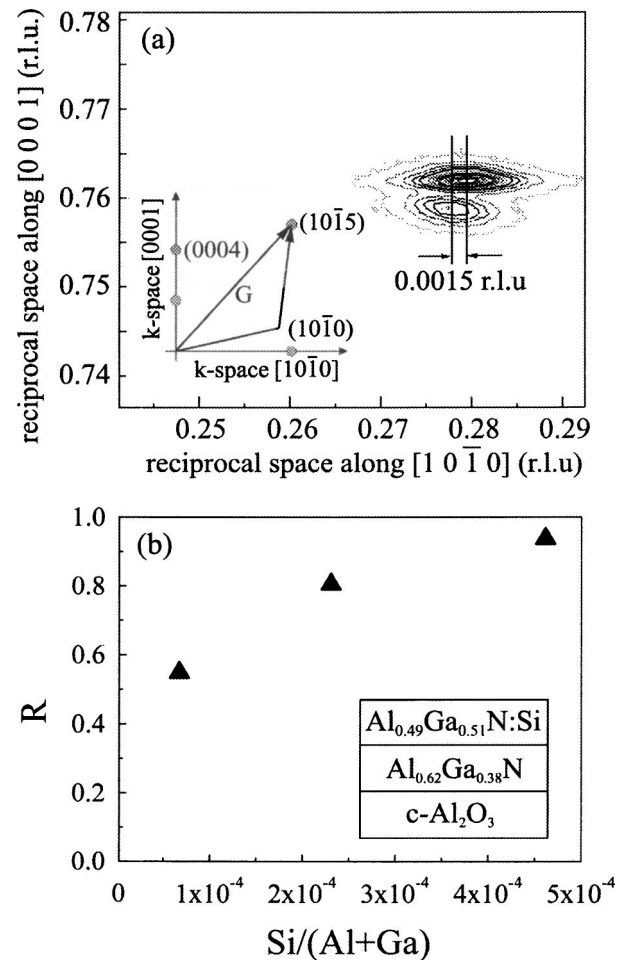 (a)
reciprocal space along [0 0 0 1] (r.l.u)
0.78
0.77
0.76
0.75
0.74
k-space [0001]
(0004)
(101̅5)
G
(101̅0)
k-space [101̅0]
0.0015 r.l.u
0.25 0.26 0.27 0.28 0.29
reciprocal space along [1 0 1̅ 0] (r.l.u)
(b)
R
1.0
0.8
0.6
0.4
0.2
0.0
Al₀.₄₉Ga₀.₅₁N:Si
Al₀.₆₂Ga₀.₃₈N
c-Al₂O₃
0 1x10⁻⁴ 2x10⁻⁴ 3x10⁻⁴ 4x10⁻⁴ 5x10⁻⁴
Si/(Al+Ga)